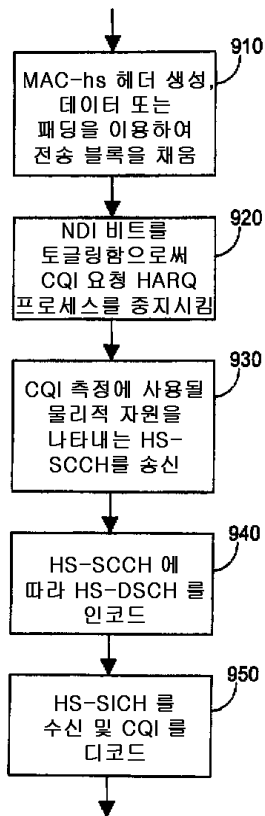 910
MAC-hs 헤더 생성,
데이터 또는
패딩을 이용하여
전송 블록을 채움
920
NDI 비트를
토글링함으로써
CQI 요청 HARQ
프로세스를 중지시킴
930
CQI 측정에 사용될
물리적 자원을
나타내는 HS-
SCCH를 송신
940
HS-SCCH 에
따라 HS-DSCH 를
인코드
950
HS-SICH 를
수신 및 CQI 를
디코드